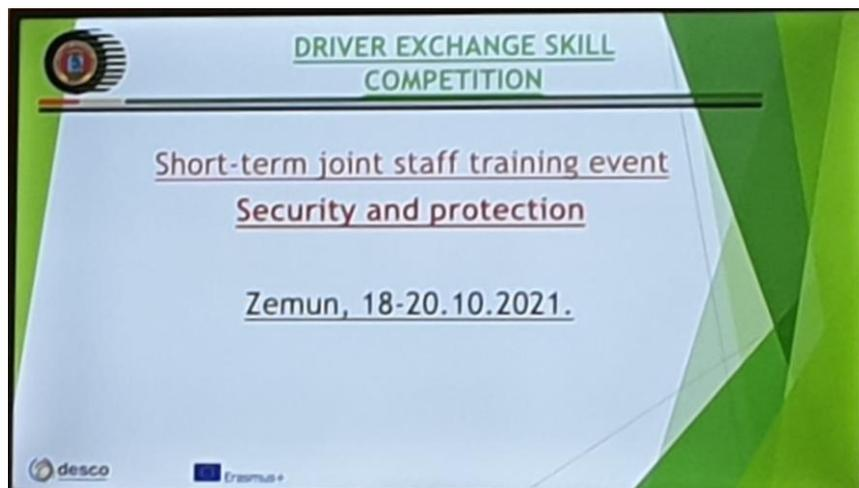 DRIVER EXCHANGE SKILL
COMPETITION
Short-term joint staff training event
Security and protection
Zemun, 18-20.10.2021.
desco
Erasmus+